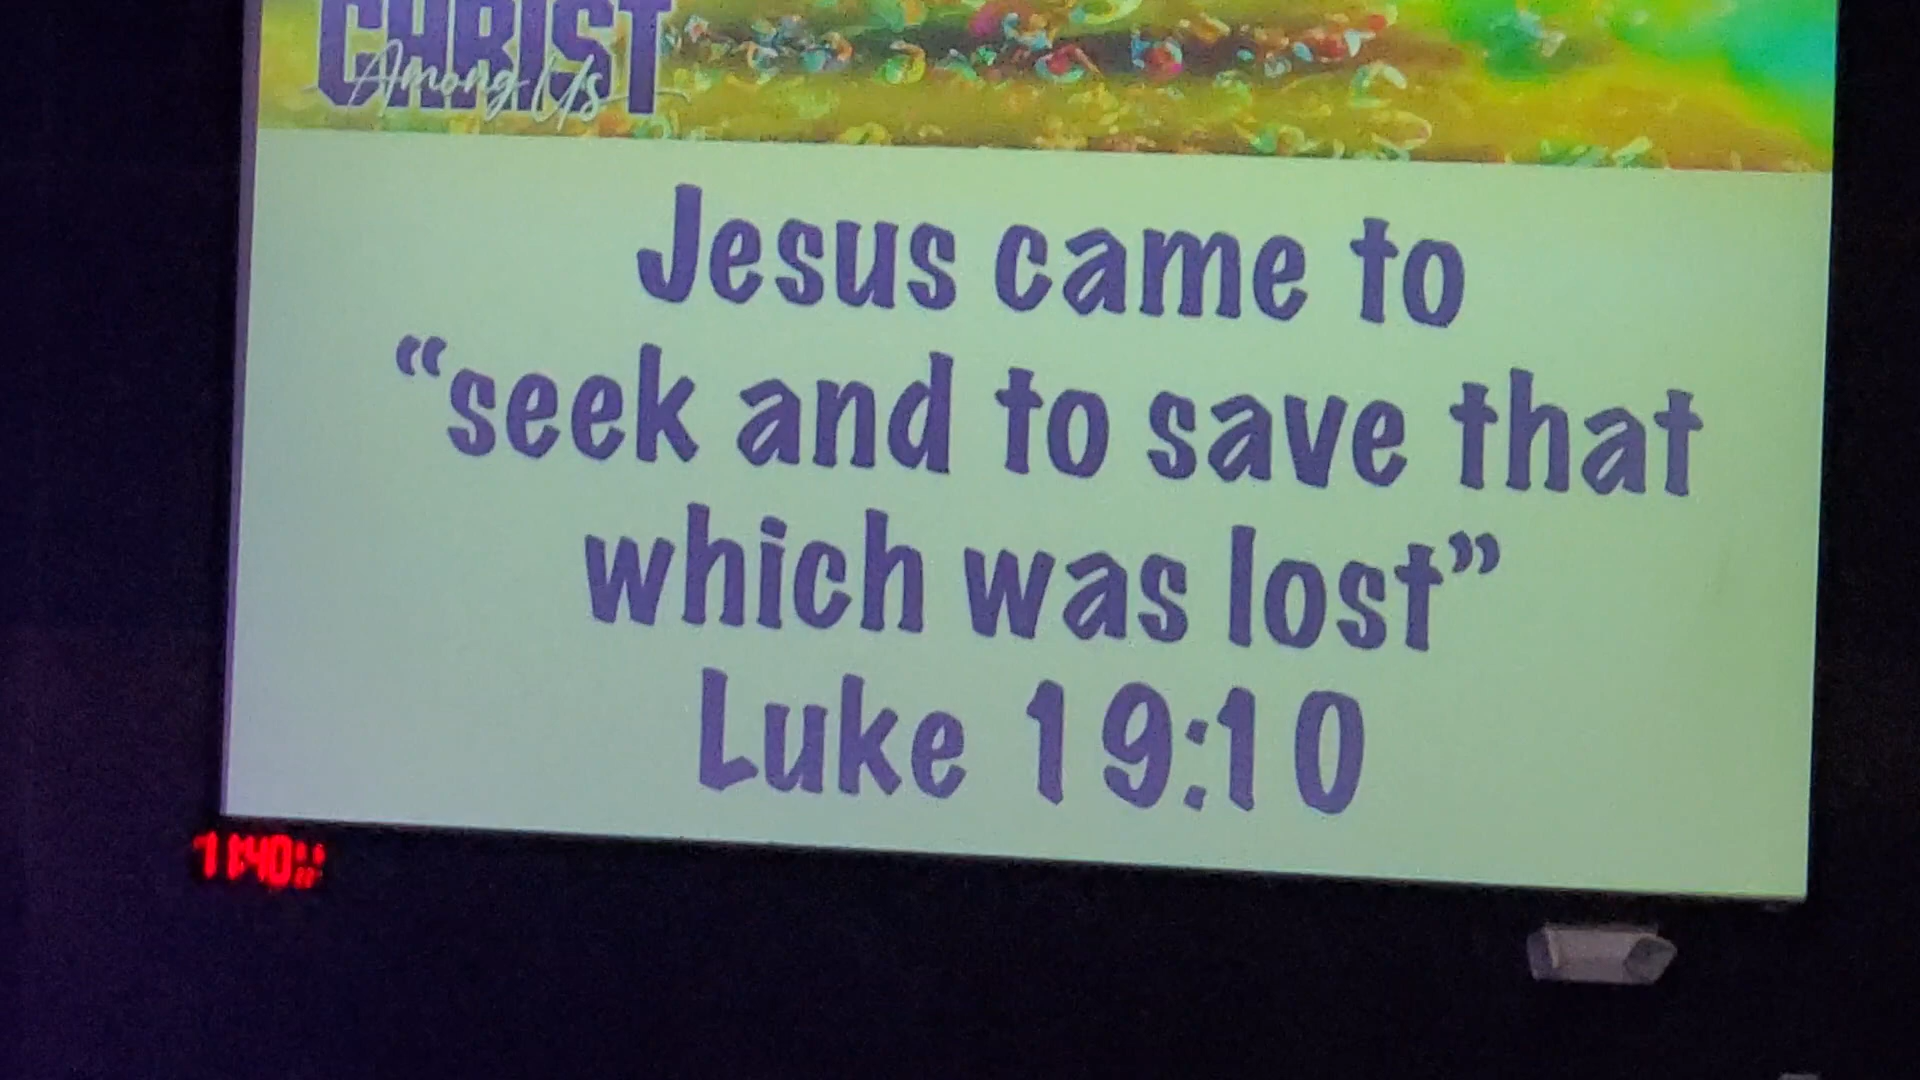 CHRIST
Among Us
Jesus came to
“seek and to save that
which was lost”
Luke 19:10